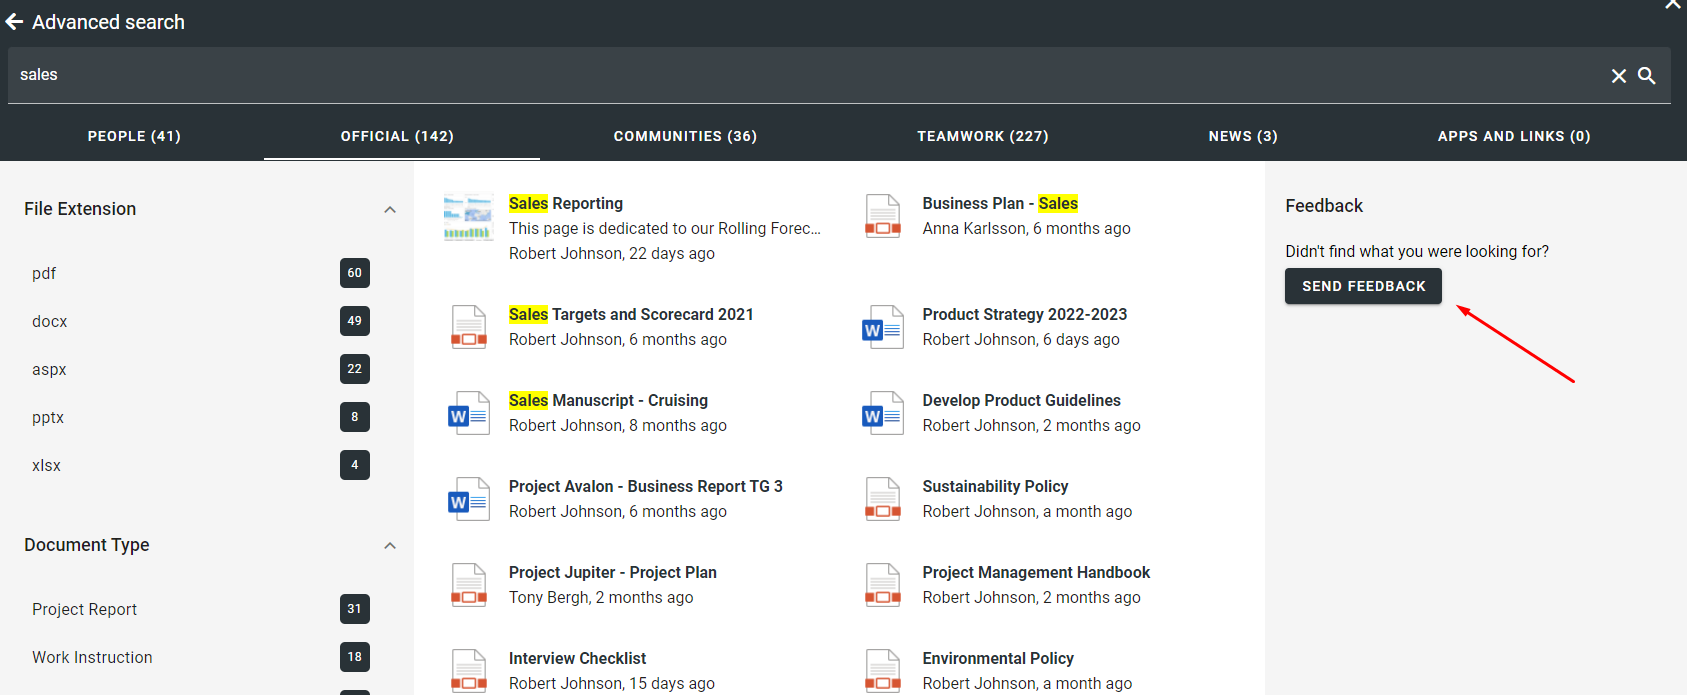 Advanced search
sales
PEOPLE (41)
OFFICIAL (142)
COMMUNITIES (36)
TEAMWORK (227)
NEWS (3)
APPS AND LINKS (0)
File Extension
pdf 60
docx 49
aspx 22
pptx 8
xlsx 4
Document Type
Project Report 31
Work Instruction 18
Sales Reporting
This page is dedicated to our Rolling Forec...
Robert Johnson, 22 days ago
Business Plan - Sales
Anna Karlsson, 6 months ago
Sales Targets and Scorecard 2021
Robert Johnson, 6 months ago
W
Product Strategy 2022-2023
Robert Johnson, 6 days ago
W
Sales Manuscript - Cruising
Robert Johnson, 8 months ago
W
Develop Product Guidelines
Robert Johnson, 2 months ago
W
Project Avalon - Business Report TG 3
Robert Johnson, 6 months ago
Sustainability Policy
Robert Johnson, a month ago
Project Jupiter - Project Plan
Tony Bergh, 2 months ago
Project Management Handbook
Robert Johnson, 2 months ago
Interview Checklist
Robert Johnson, 15 days ago
Environmental Policy
Robert Johnson, a month ago
Feedback
Didn't find what you were looking for?
SEND FEEDBACK